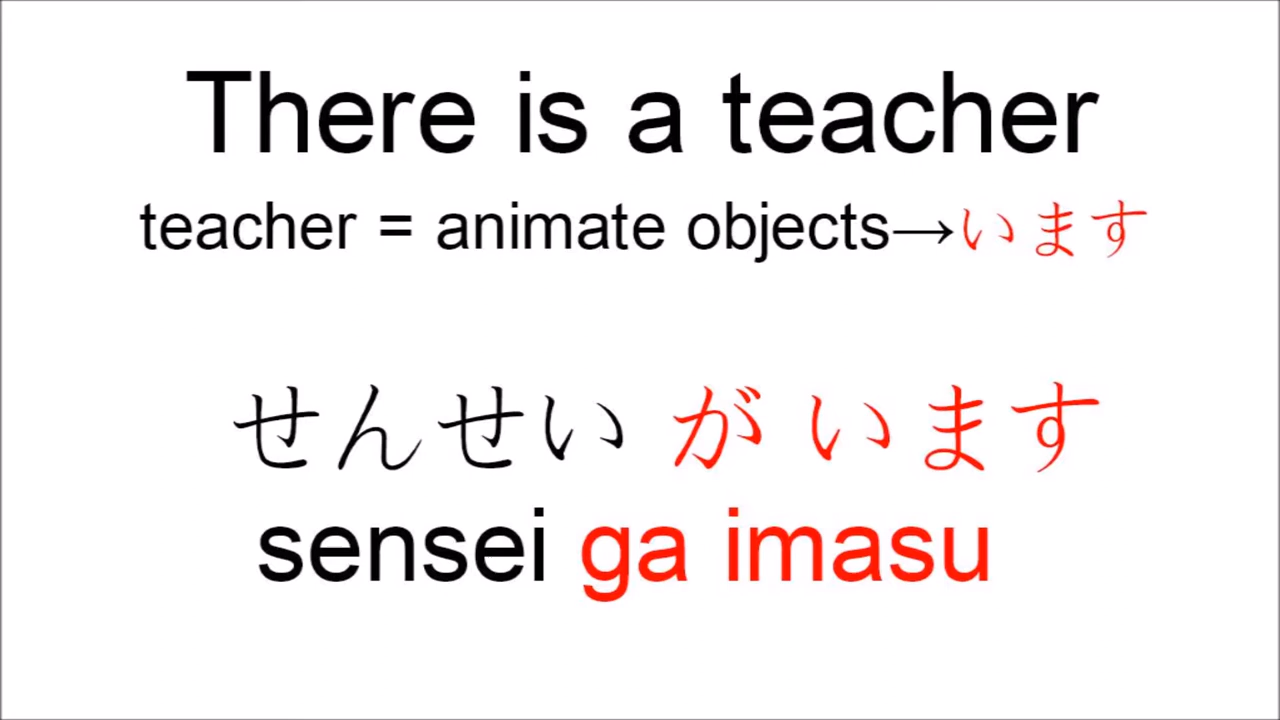 There is a teacher
teacher = animate objects→います
せんせい が います
sensei ga imasu